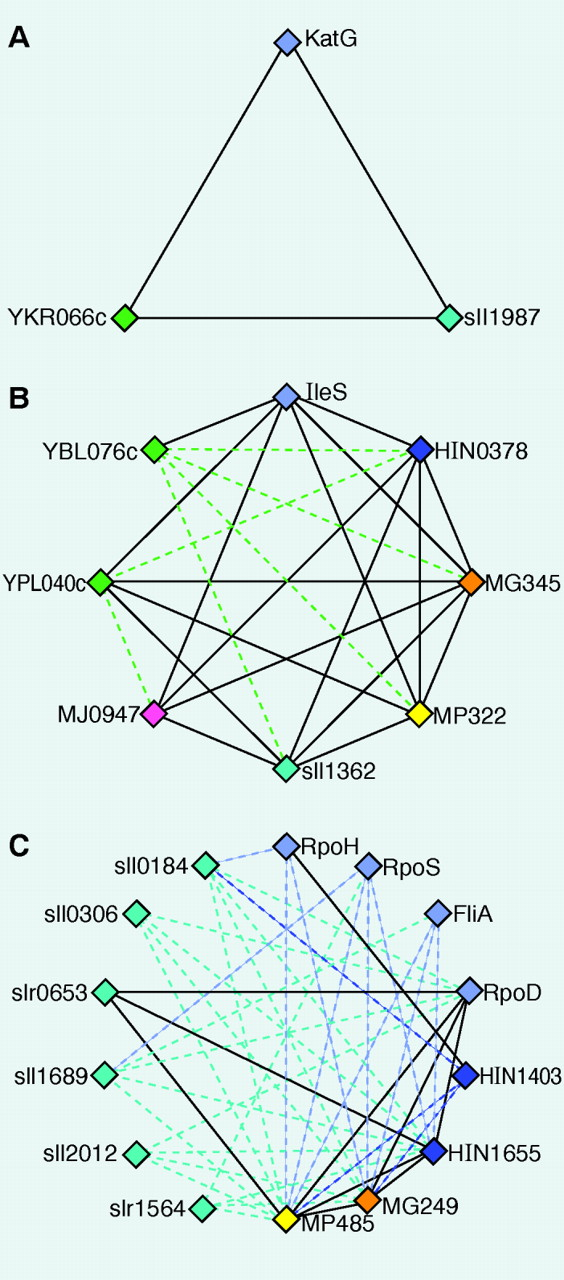 A
KatG
YKR066c
sll1987
B
IleS
YBL076c
HIN0378
YPL040c
MG345
MJ0947
MP322
sll1362
C
RpoH
sll0184
RpoS
sll0306
FliA
slr0653
RpoD
sll1689
HIN1403
sll2012
HIN1655
slr1564
MG249
MP485